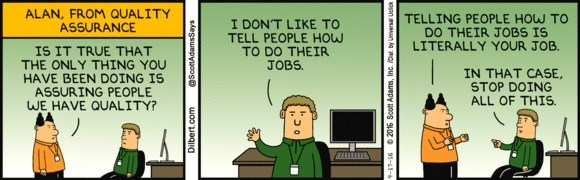 ALAN, FROM QUALITY
ASSURANCE
IS IT TRUE THAT
THE ONLY THING YOU
HAVE BEEN DOING IS
ASSURING PEOPLE
WE HAVE QUALITY?
Dilbert.com @ScottAdamsSays
I DON'T LIKE TO
TELL PEOPLE HOW
TO DO THEIR
JOBS.
9-17-16 © 2016 Scott Adams, Inc. /Dist. by Universal Uclick
TELLING PEOPLE HOW TO
DO THEIR JOBS IS
LITERALLY YOUR JOB.
IN THAT CASE,
STOP DOING
ALL OF THIS.